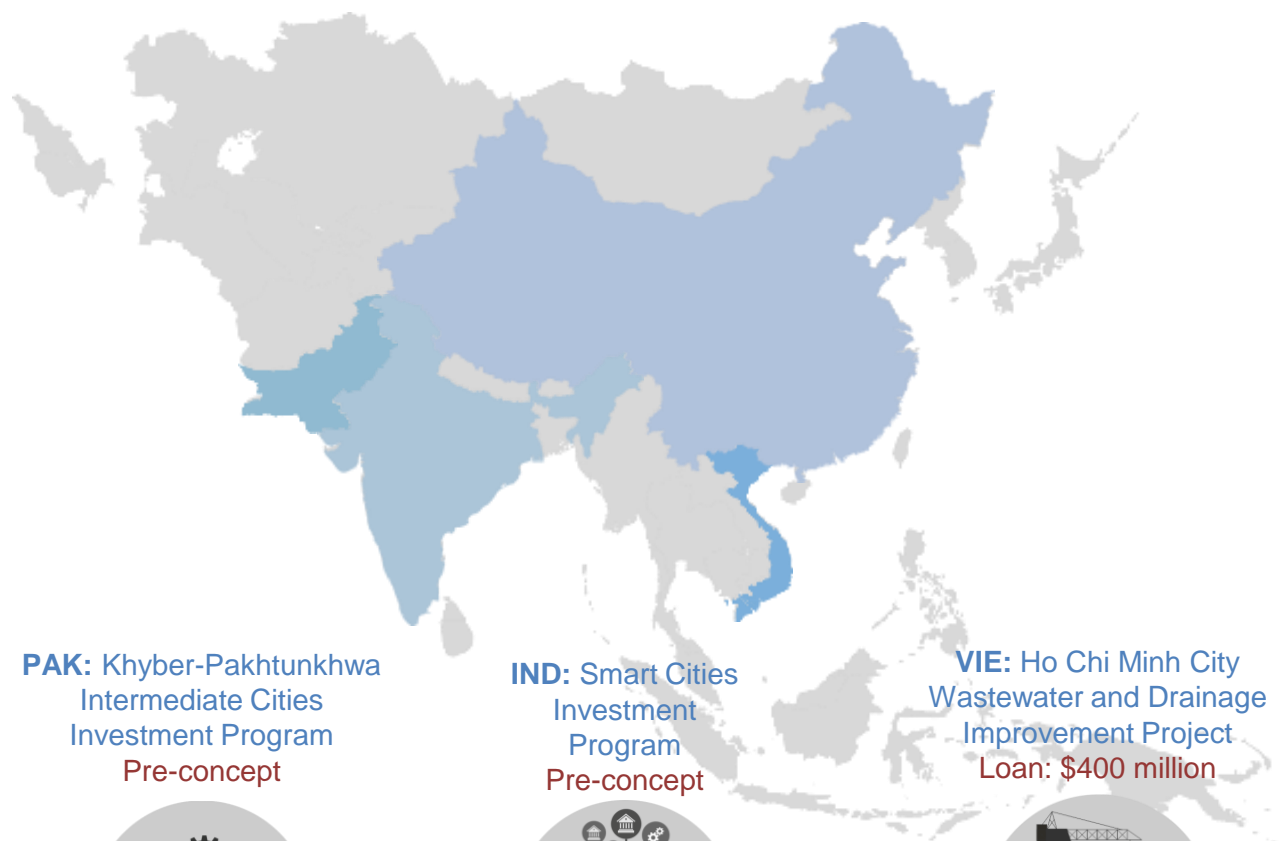 PAK: Khyber-Pakhtunkhwa
Intermediate Cities
Investment Program
Pre-concept
IND: Smart Cities
Investment
Program
Pre-concept
VIE: Ho Chi Minh City
Wastewater and Drainage
Improvement Project
Loan: $400 million